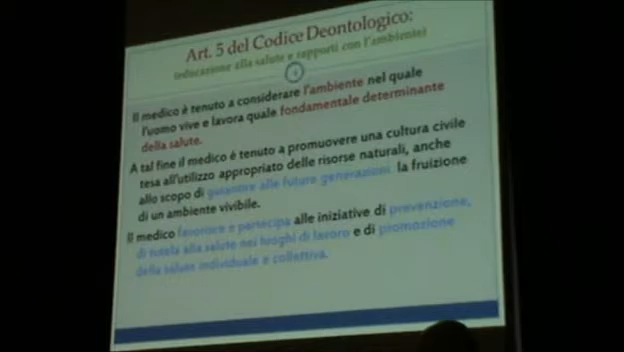 Art. 5 del Codice Deontologico:
(educazione alla salute e rapporti con l'ambiente)
Il medico è tenuto a considerare l'ambiente nel quale
l'uomo vive e lavora quale fondamentale determinante
della salute.
A tal fine il medico è tenuto a promuovere una cultura civile
tesa all'utilizzo appropriato delle risorse naturali, anche
allo scopo di garantire alle future generazioni la fruizione
di un ambiente vivibile.
Il medico favorisce e partecipa alle iniziative di prevenzione,
di tutela alla salute nei luoghi di lavoro e di promozione
della salute individuale e collettiva.